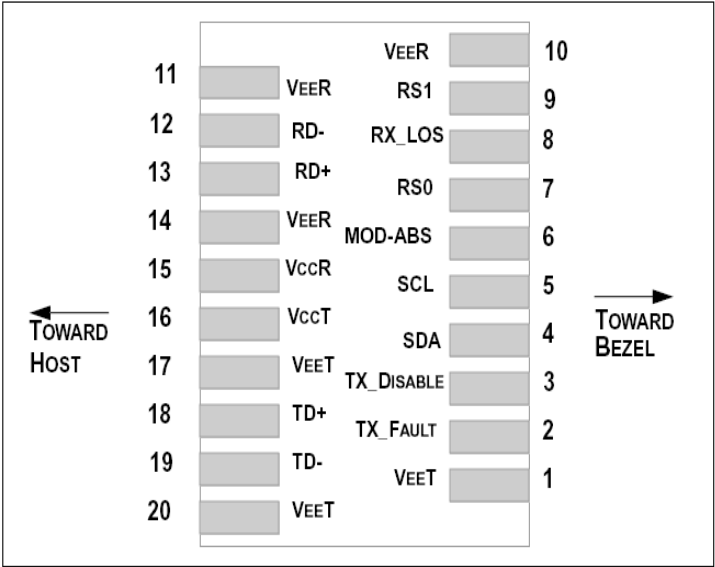 VEER 10
11 VEER
RS1 9
12 RD-
RX_LOS 8
13 RD+
RS0 7
14 VEER
MOD-ABS 6
15 VCCR
SCL 5
16 VCCT
TOWARD
HOST
TOWARD
BEZEL
SDA 4
17 VEET
TX_DISABLE 3
18 TD+
TX_FAULT 2
19 TD-
VEET 1
20 VEET